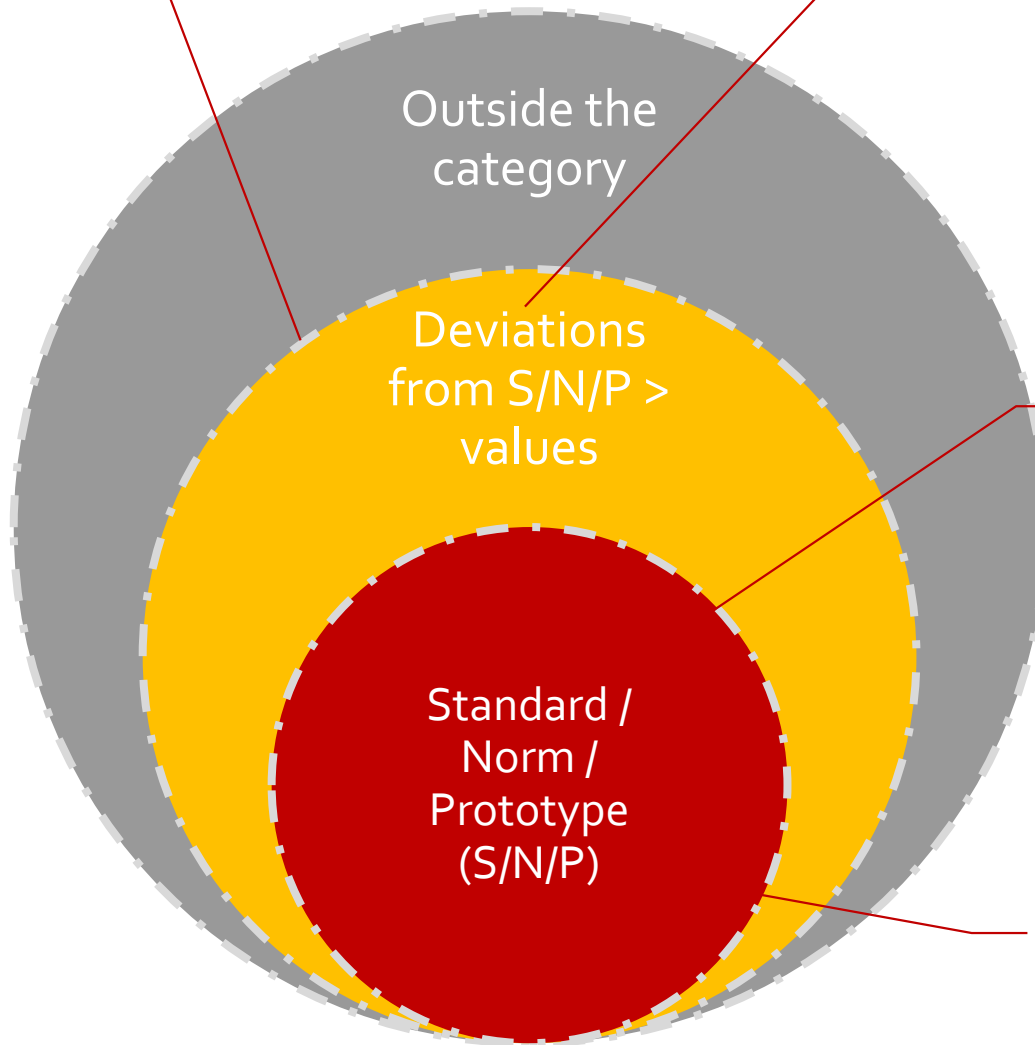 Outside the
category
Deviations
from S/N/P >
values
Standard /
Norm /
Prototype
(S/N/P)